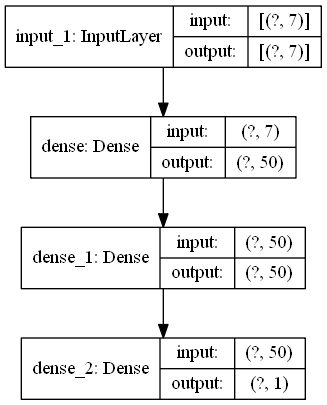 input_1: InputLayer
input: [(?, 7)]
output: [(?, 7)]
dense: Dense
input: (?, 7)
output: (?, 50)
dense_1: Dense
input: (?, 50)
output: (?, 50)
dense_2: Dense
input: (?, 50)
output: (?, 1)